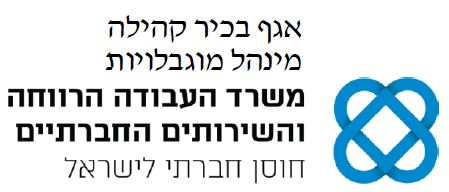 אגף בכיר קהילה
מינהל מוגבלויות
משרד העבודה הרווחה
והשירותים החברתיים
חוסן חברתי לישראל